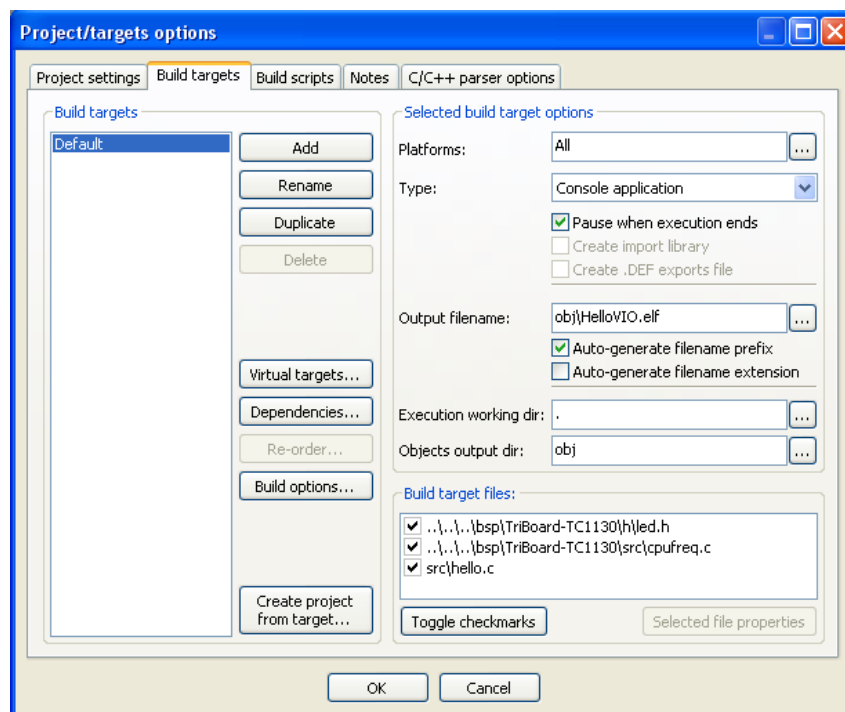 Project/targets options
Project settings
Build targets
Build scripts
Notes
C/C++ parser options
Build targets
Default
Add
Rename
Duplicate
Delete
Virtual targets...
Dependencies...
Re-order...
Build options...
Create project
from target...
Selected build target options
Platforms:
All
...
Type:
Console application
Pause when execution ends
Create import library
Create .DEF exports file
Output filename:
obj\HelloVIO.elf
...
Auto-generate filename prefix
Auto-generate filename extension
Execution working dir:
.
...
Objects output dir:
obj
...
Build target files:
..\..\..\bsp\TriBoard-TC1130\h\led.h
..\..\..\bsp\TriBoard-TC1130\src\cpufreq.c
src\hello.c
Toggle checkmarks
Selected file properties
OK
Cancel